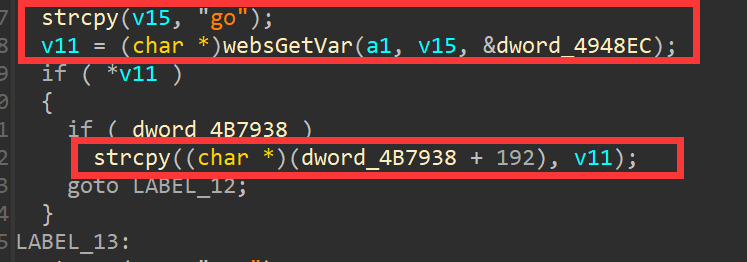 7 strcpy(v15, "go");
8 v11 = (char *)websGetVar(a1, v15, &dword_4948EC);
9 if ( *v11 )
0 {
1 if ( dword_4B7938 )
2 strcpy((char *)(dword_4B7938 + 192), v11);
3 goto LABEL_12;
4 }
5 LABEL_13: